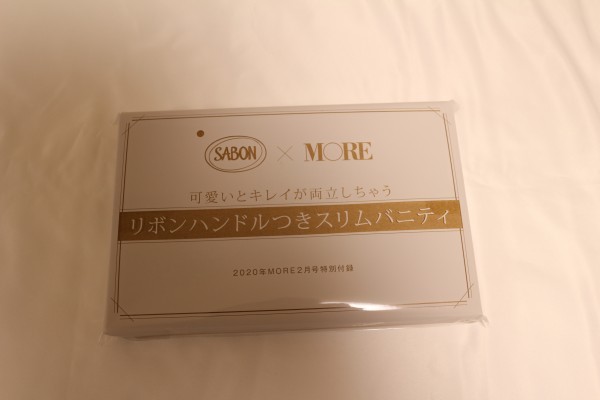 SABON × MORE
可愛いとキレイが両立しちゃう
リボンハンドルつきスリムバニティ
2020年MORE2月号特別付録